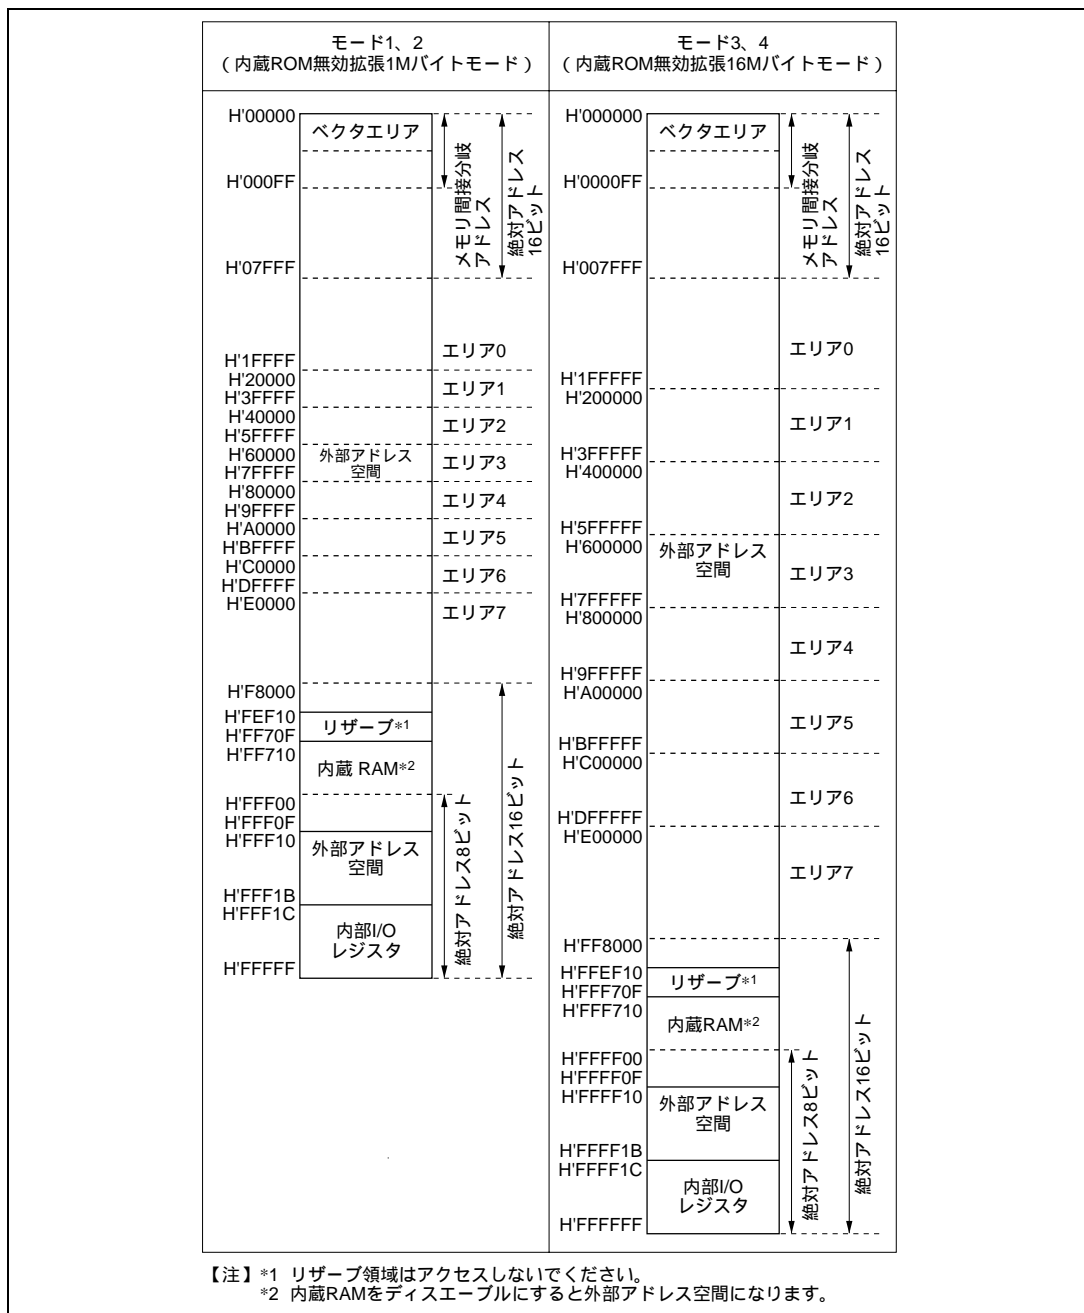 モード1、2
（内蔵ROM無効拡張1Mバイトモード）
H'00000
ベクタエリア
H'000FF
H'07FFF
メモリ間接分岐
アドレス
絶対アドレス
16ビット
H'1FFFF
H'20000
H'3FFFF
H'40000
H'5FFFF
H'60000
H'7FFFF
H'80000
H'9FFFF
H'A0000
H'BFFFF
H'C0000
H'DFFFF
H'E0000
外部アドレス
空間
エリア0
エリア1
エリア2
エリア3
エリア4
エリア5
エリア6
エリア7
H'F8000
H'FEF10
H'FF70F
H'FF710
リザーブ*1
内蔵 RAM*2
H'FFF00
H'FFF0F
H'FFF10
外部アドレス
空間
H'FFF1B
H'FFF1C
内部I/O
レジスタ
H'FFFFF
絶対アドレス8ビット
絶対アドレス16ビット
モード3、4
（内蔵ROM無効拡張16Mバイトモード）
H'000000
ベクタエリア
H'0000FF
H'007FFF
メモリ間接分岐
アドレス
絶対アドレス
16ビット
エリア0
H'1FFFFF
H'200000
エリア1
H'3FFFFF
H'400000
エリア2
H'5FFFFF
H'600000
外部アドレス
空間
エリア3
H'7FFFFF
H'800000
エリア4
H'9FFFFF
H'A00000
エリア5
H'BFFFFF
H'C00000
エリア6
H'DFFFFF
H'E00000
エリア7
H'FF8000
H'FFEF10
H'FFF70F
H'FFF710
リザーブ*1
内蔵RAM*2
H'FFFF00
H'FFFF0F
H'FFFF10
外部アドレス
空間
H'FFFF1B
H'FFFF1C
内部I/O
レジスタ
H'FFFFFF
絶対アドレス8ビット
絶対アドレス16ビット
【注】*1 リザーブ領域はアクセスしないでください。
*2 内蔵RAMをディスエーブルにすると外部アドレス空間になります。